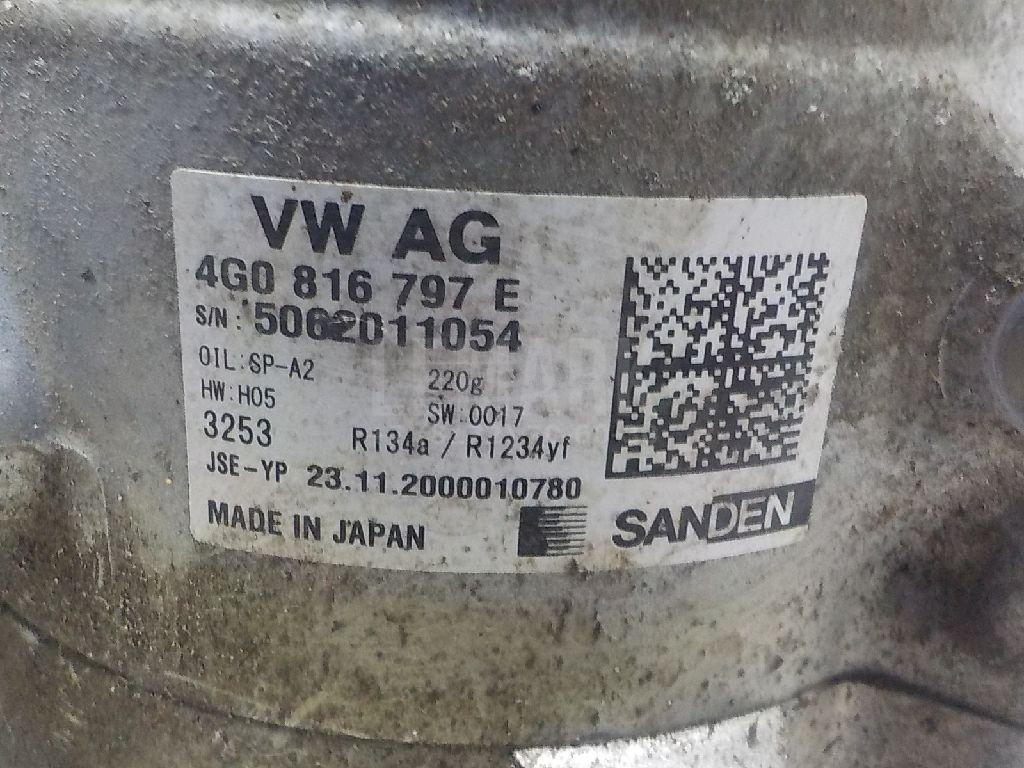 VW AG
4G0 816 797 E
S/N: 5062011054
OIL:SP-A2 220g
HW:H05 SW:0017
3253 R134a / R1234yf
JSE-YP 23.11.2000010780
MADE IN JAPAN SANDEN